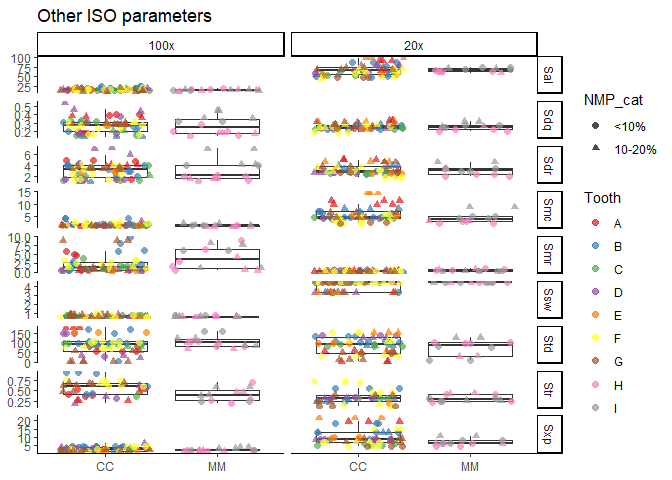 Other ISO parameters
100x
20x
100
75
50
25
Sal
0.5
0.4
0.3
0.2
Sdq
6
4
2
Sdr
15
10
5
Smc
10.0
7.5
5.0
2.5
0.0
Smr
4
3
2
1
Ssw
150
100
50
0
Std
0.75
0.50
0.25
Str
20
15
10
5
Sxp
CC
MM
CC
MM
NMP_cat
<10%
10-20%
Tooth
A
B
C
D
E
F
G
H
I